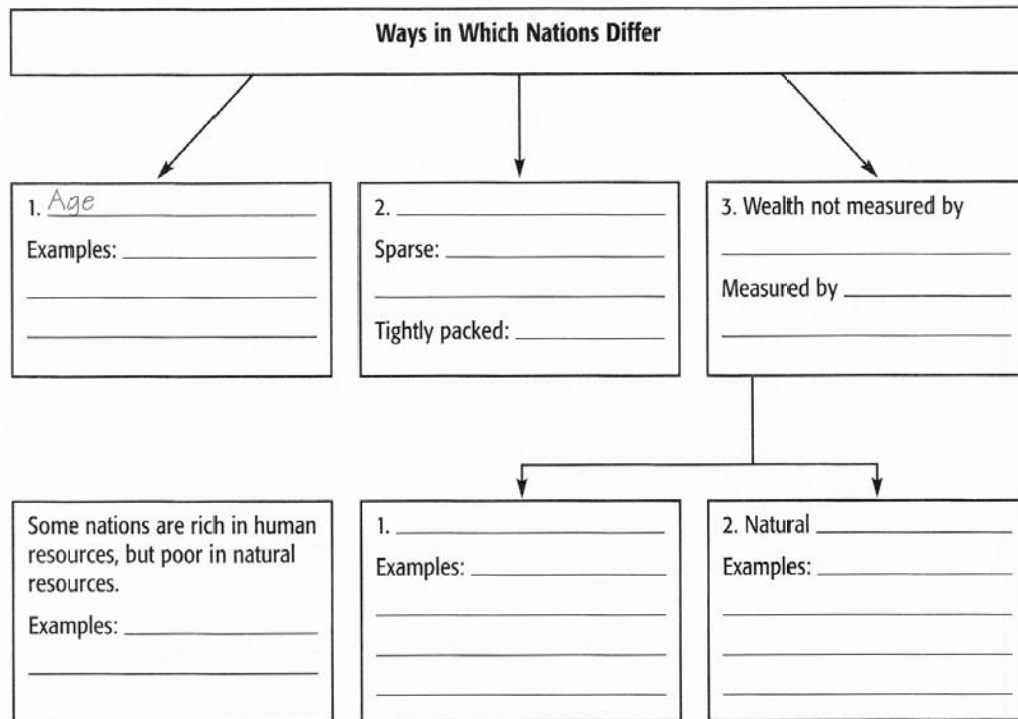 Ways in Which Nations Differ
1. Age
Examples:
2.
Sparse:
Tightly packed:
3. Wealth not measured by
Measured by
Some nations are rich in human
resources, but poor in natural
resources.
Examples:
1.
Examples:
2. Natural
Examples: